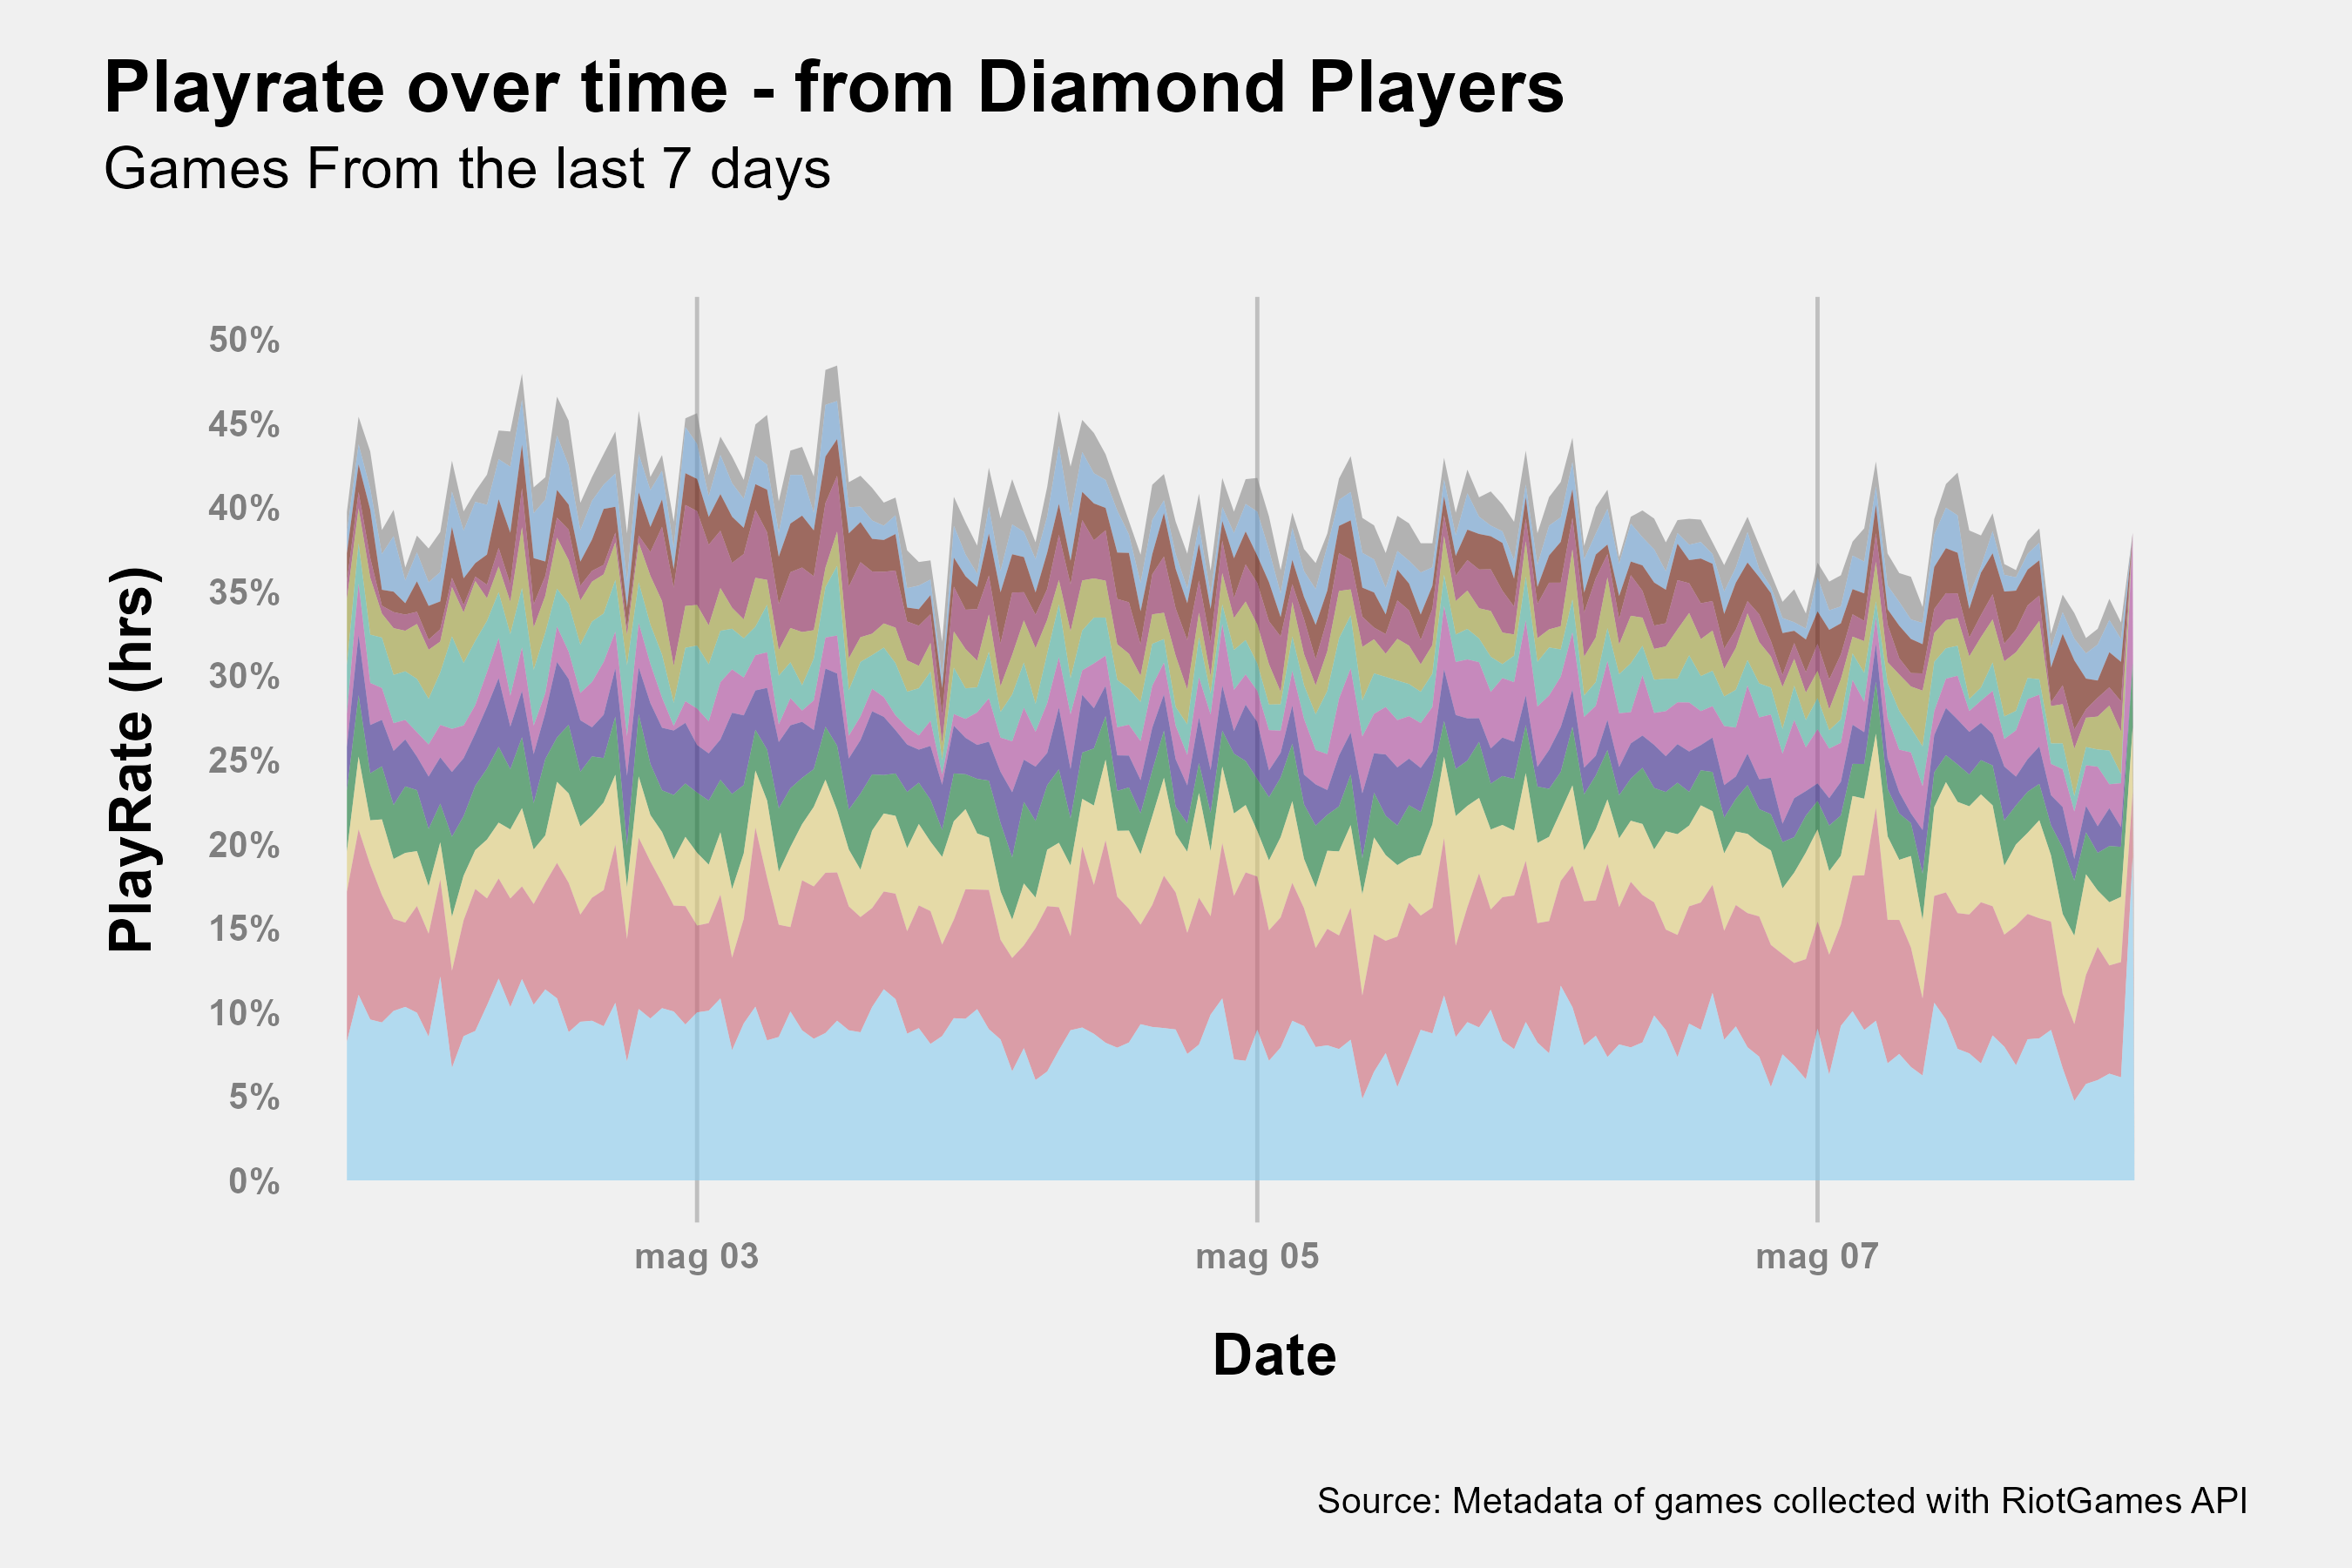 Playrate over time - from Diamond Players
Games From the last 7 days
PlayRate (hrs)
50%
45%
40%
35%
30%
25%
20%
15%
10%
5%
0%
mag 03
mag 05
mag 07
Date
Source: Metadata of games collected with RiotGames API